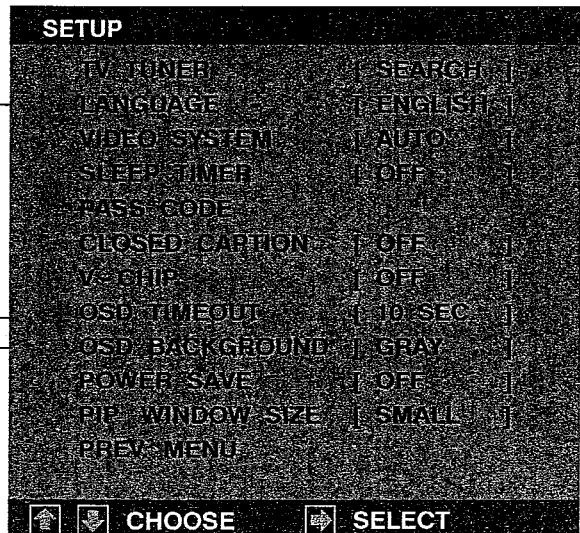 SETUP
TV TUNER [ SEARCH ]
LANGUAGE [ ENGLISH ]
VIDEO SYSTEM [ AUTO ]
SLEEP TIMER [ OFF ]
PASS CODE
CLOSED CAPTION [ OFF ]
V-CHIP [ OFF ]
OSD TIMEOUT [ 10 SEC ]
OSD BACKGROUND [ GRAY ]
POWER SAVE [ OFF ]
PIP WINDOW SIZE [ SMALL ]
PREV MENU
CHOOSE SELECT